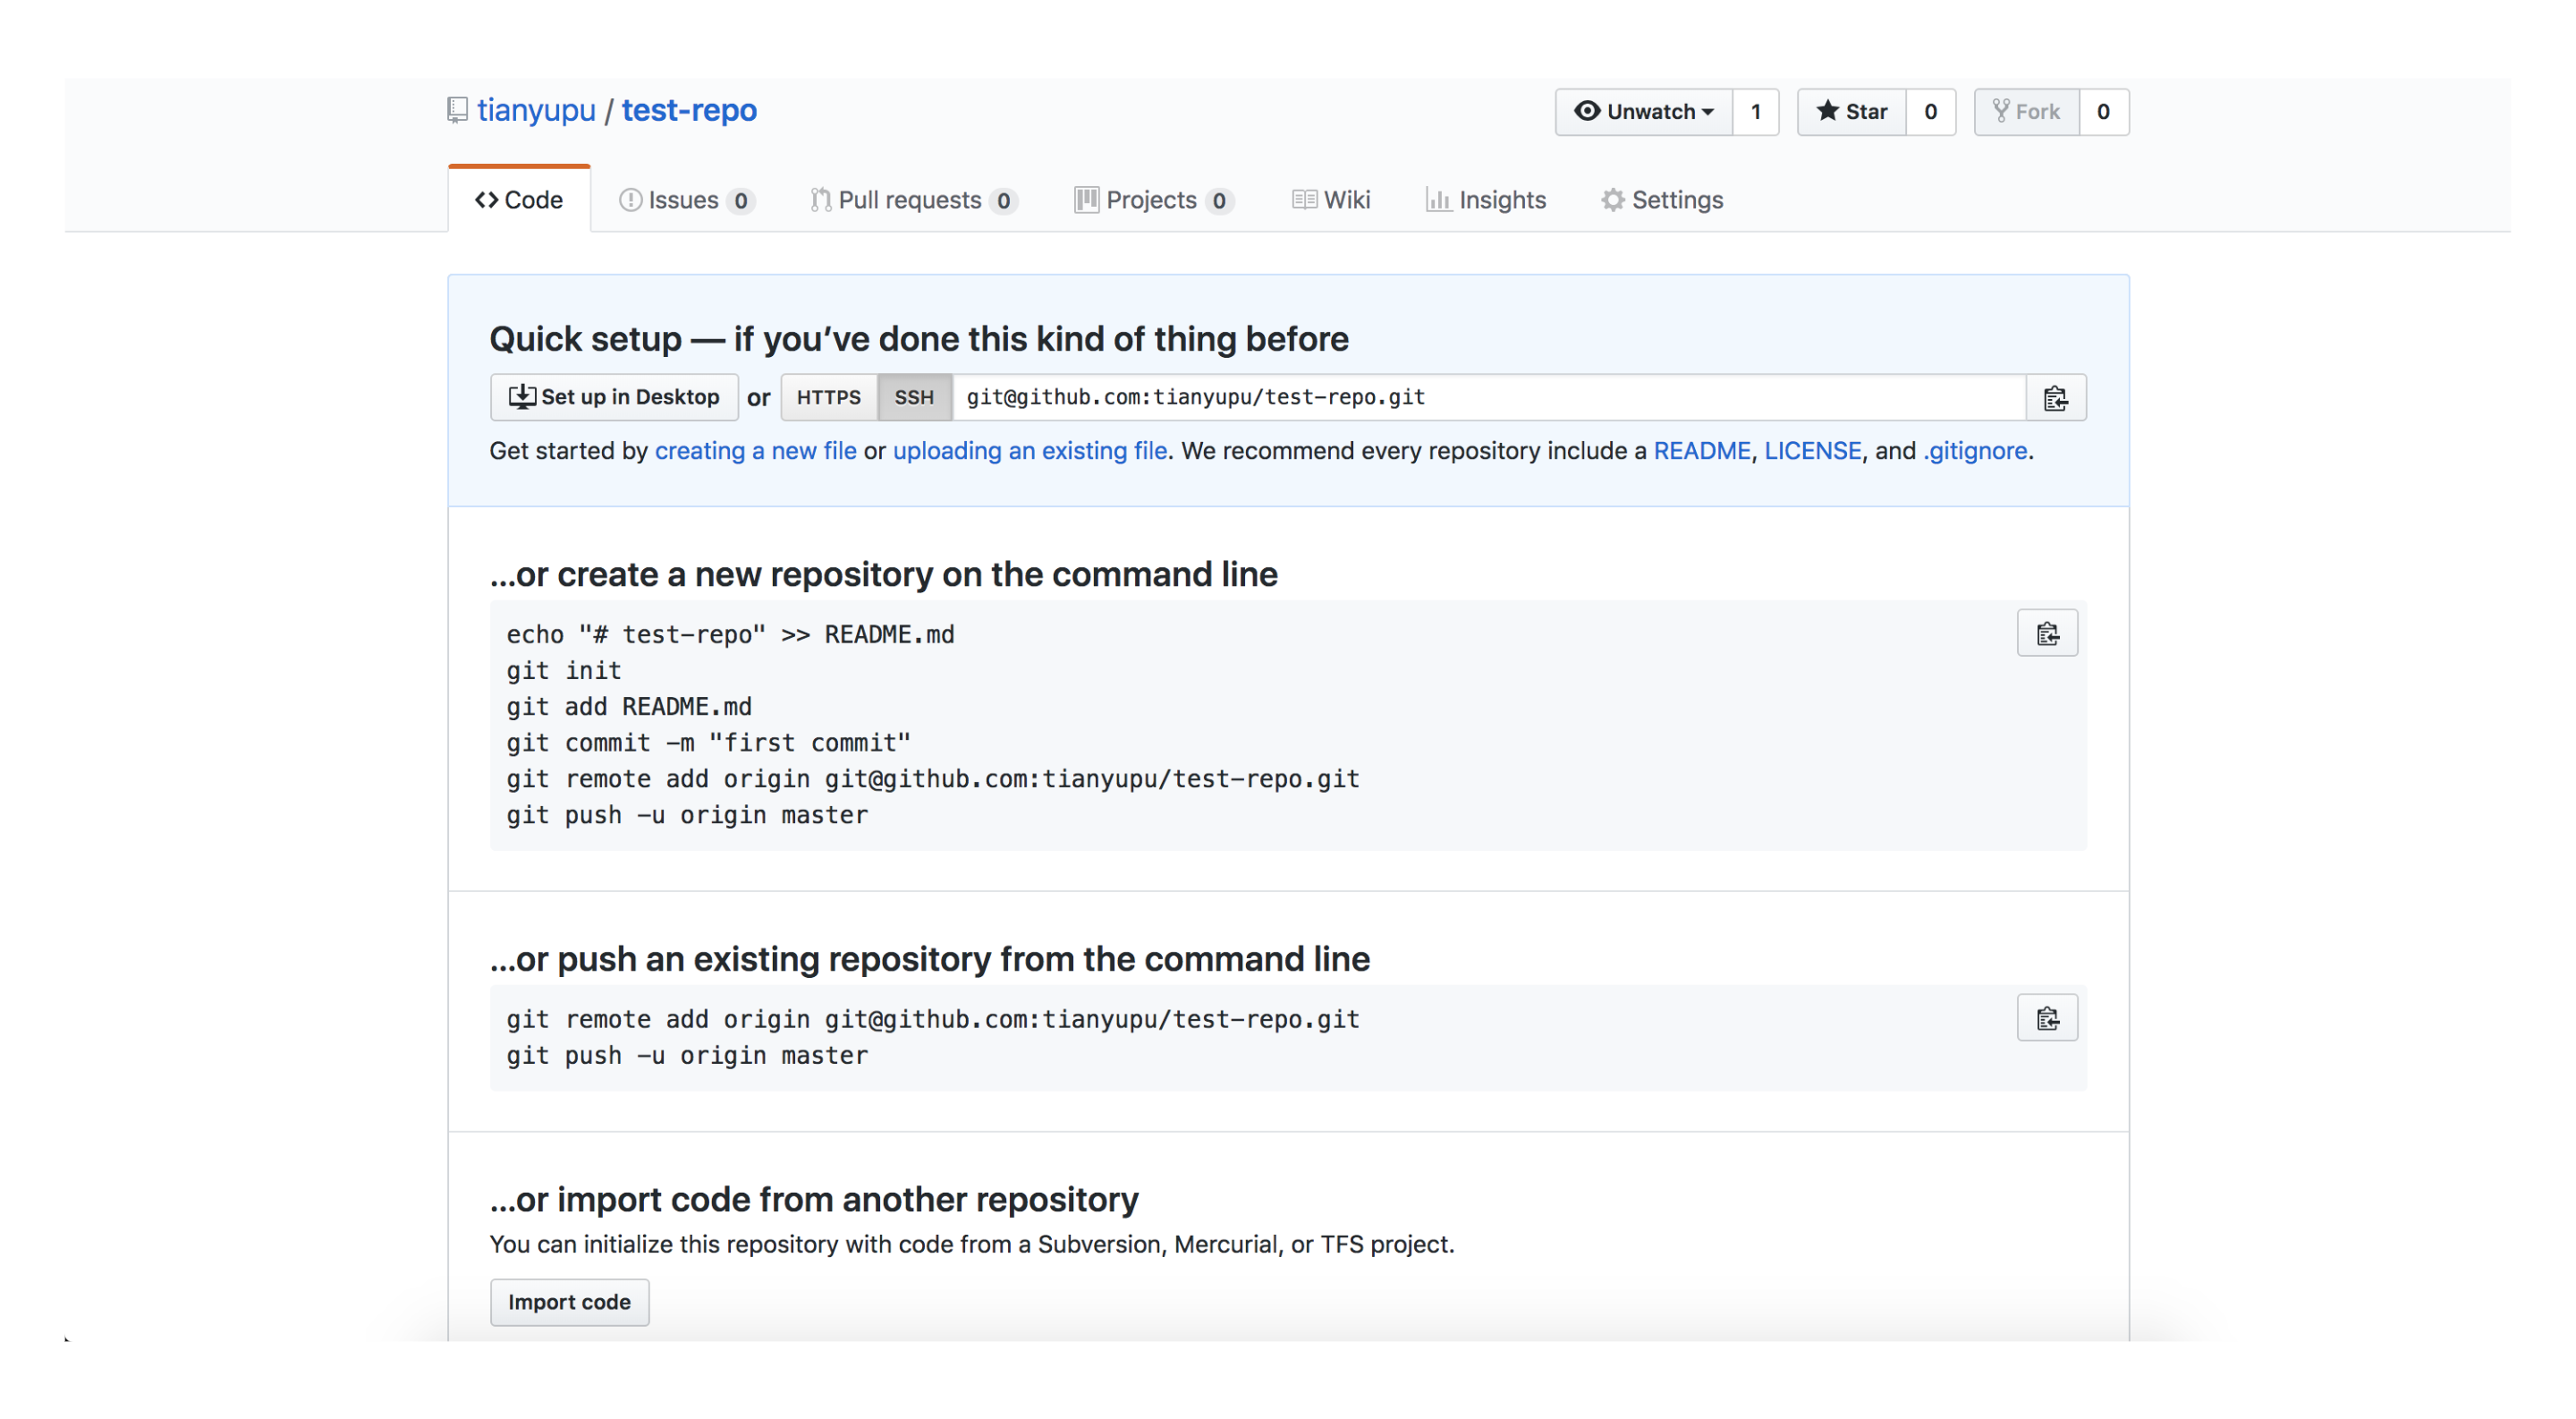 tianyupu / test-repo
Unwatch 1 Star 0 Fork 0
Code Issues 0 Pull requests 0 Projects 0 Wiki Insights Settings
Quick setup — if you’ve done this kind of thing before
Set up in Desktop or HTTPS SSH git@github.com:tianyupu/test-repo.git
Get started by creating a new file or uploading an existing file. We recommend every repository include a README, LICENSE, and .gitignore.
…or create a new repository on the command line
echo "# test-repo" >> README.md
git init
git add README.md
git commit -m "first commit"
git remote add origin git@github.com:tianyupu/test-repo.git
git push -u origin master
…or push an existing repository from the command line
git remote add origin git@github.com:tianyupu/test-repo.git
git push -u origin master
…or import code from another repository
You can initialize this repository with code from a Subversion, Mercurial, or TFS project.
Import code